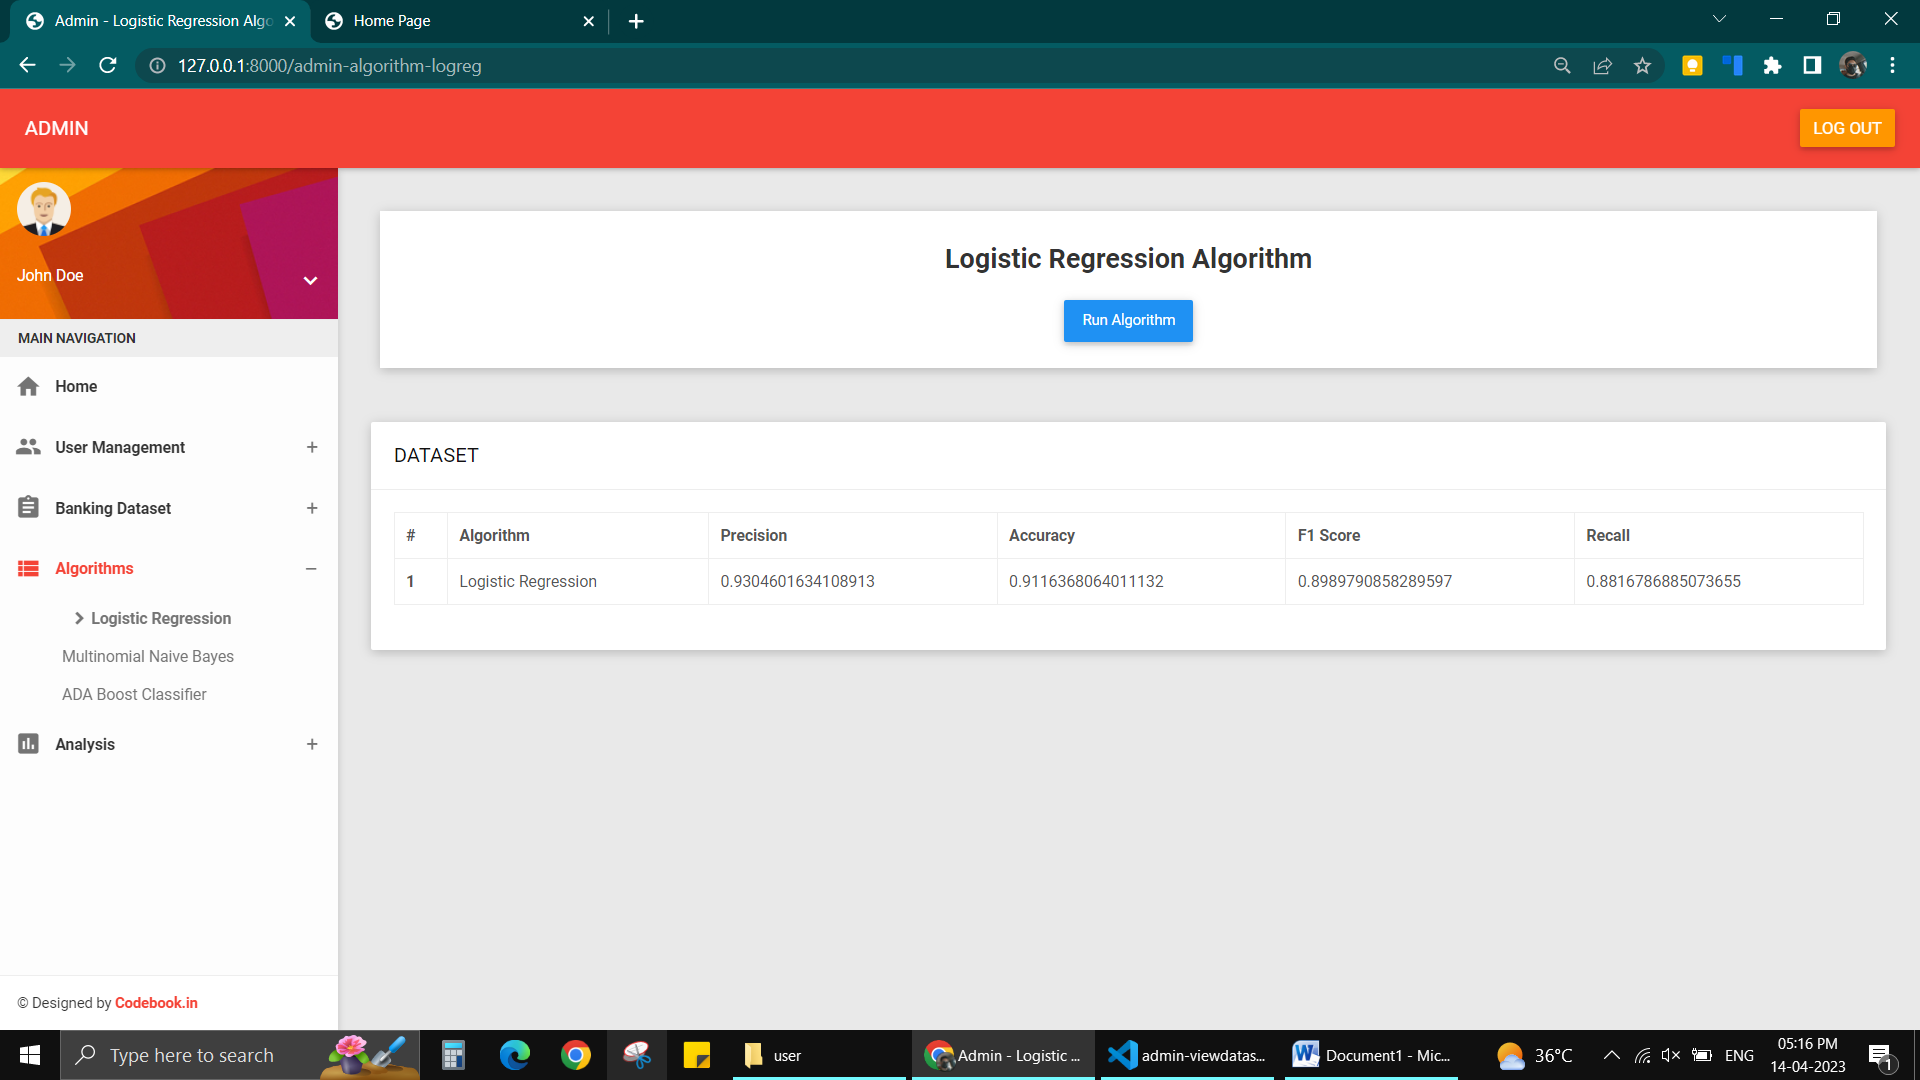 Admin - Logistic Regression Algo
Home Page
127.0.0.1:8000/admin-algorithm-logreg
ADMIN
LOG OUT
John Doe
MAIN NAVIGATION
Home
User Management +
Banking Dataset +
Algorithms −
Logistic Regression
Multinomial Naive Bayes
ADA Boost Classifier
Analysis +
© Designed by Codebook.in
Logistic Regression Algorithm
Run Algorithm
DATASET
# Algorithm Precision Accuracy F1 Score Recall
1 Logistic Regression 0.9304601634108913 0.9116368064011132 0.8989790858289597 0.8816786885073655
Type here to search
user
Admin - Logistic ...
admin-viewdatas...
Document1 - Mic...
36°C
ENG
05:16 PM
14-04-2023
1